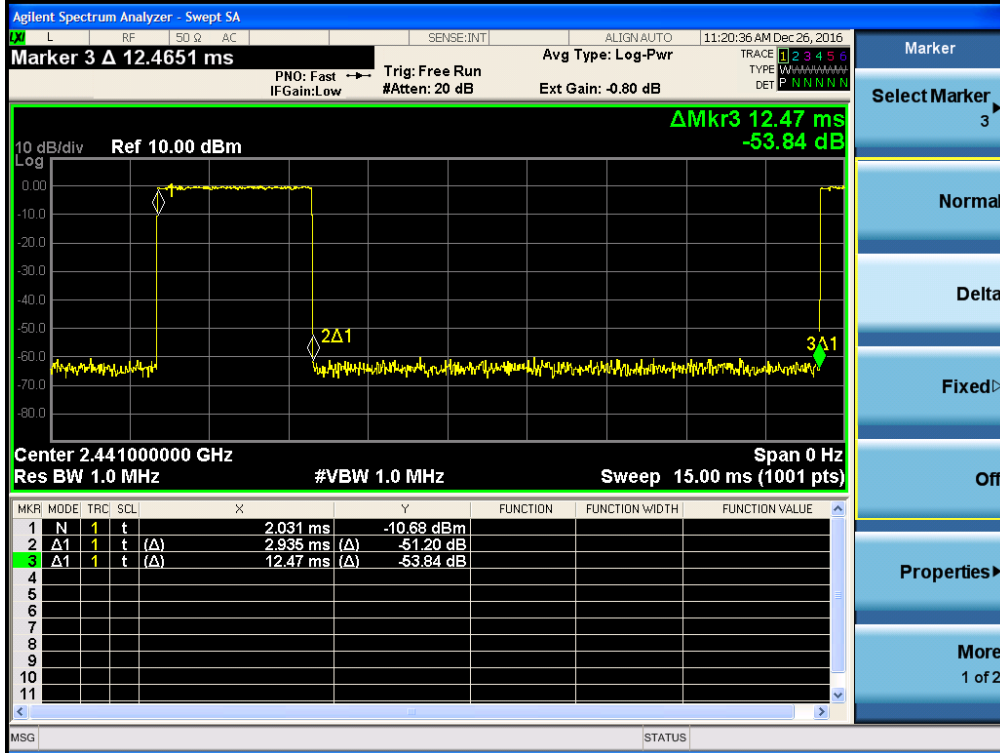 Agilent Spectrum Analyzer - Swept SA
LXI L RF 50 Ω AC SENSE:INT ALIGN AUTO 11:20:36 AM Dec 26, 2016
Marker 3 Δ 12.4651 ms
PNO: Fast
IFGain:Low
Trig: Free Run
#Atten: 20 dB
Avg Type: Log-Pwr
Ext Gain: -0.80 dB
TRACE 1 2 3 4 5 6
TYPE W
DET P N N N N N
ΔMkr3 12.47 ms
-53.84 dB
10 dB/div Ref 10.00 dBm
Log
0.00
-10.0
-20.0
-30.0
-40.0
-50.0
-60.0
-70.0
-80.0
1
2Δ1
3Δ1
Center 2.441000000 GHz Span 0 Hz
Res BW 1.0 MHz #VBW 1.0 MHz Sweep 15.00 ms (1001 pts)
MKR MODE TRC SCL X Y FUNCTION FUNCTION WIDTH FUNCTION VALUE
1 N 1 t 2.031 ms -10.68 dBm
2 Δ1 1 t (Δ) 2.935 ms (Δ) -51.20 dB
3 Δ1 1 t (Δ) 12.47 ms (Δ) -53.84 dB
4
5
6
7
8
9
10
11
MSG STATUS
Marker
Select Marker
3
Normal
Delta
Fixed
Off
Properties
More
1 of 2